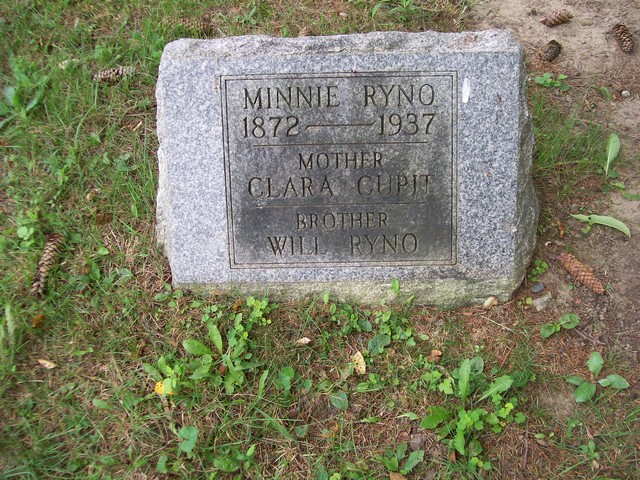 MINNIE RYNO
1872—1937
MOTHER
CLARA CUPIT
BROTHER
WILL RYNO